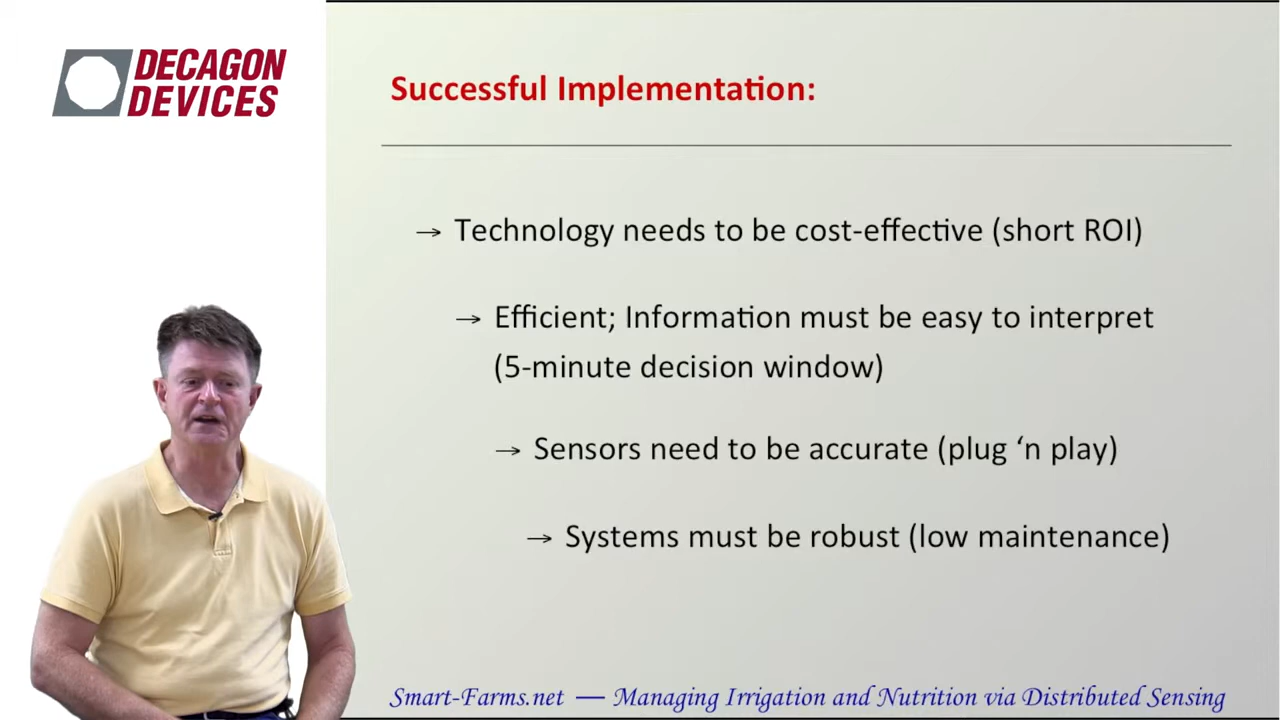 DECAGON
DEVICES
Successful Implementation:
→ Technology needs to be cost-effective (short ROI)
→ Efficient; Information must be easy to interpret
(5-minute decision window)
→ Sensors need to be accurate (plug ‘n play)
→ Systems must be robust (low maintenance)
Smart-Farms.net — Managing Irrigation and Nutrition via Distributed Sensing